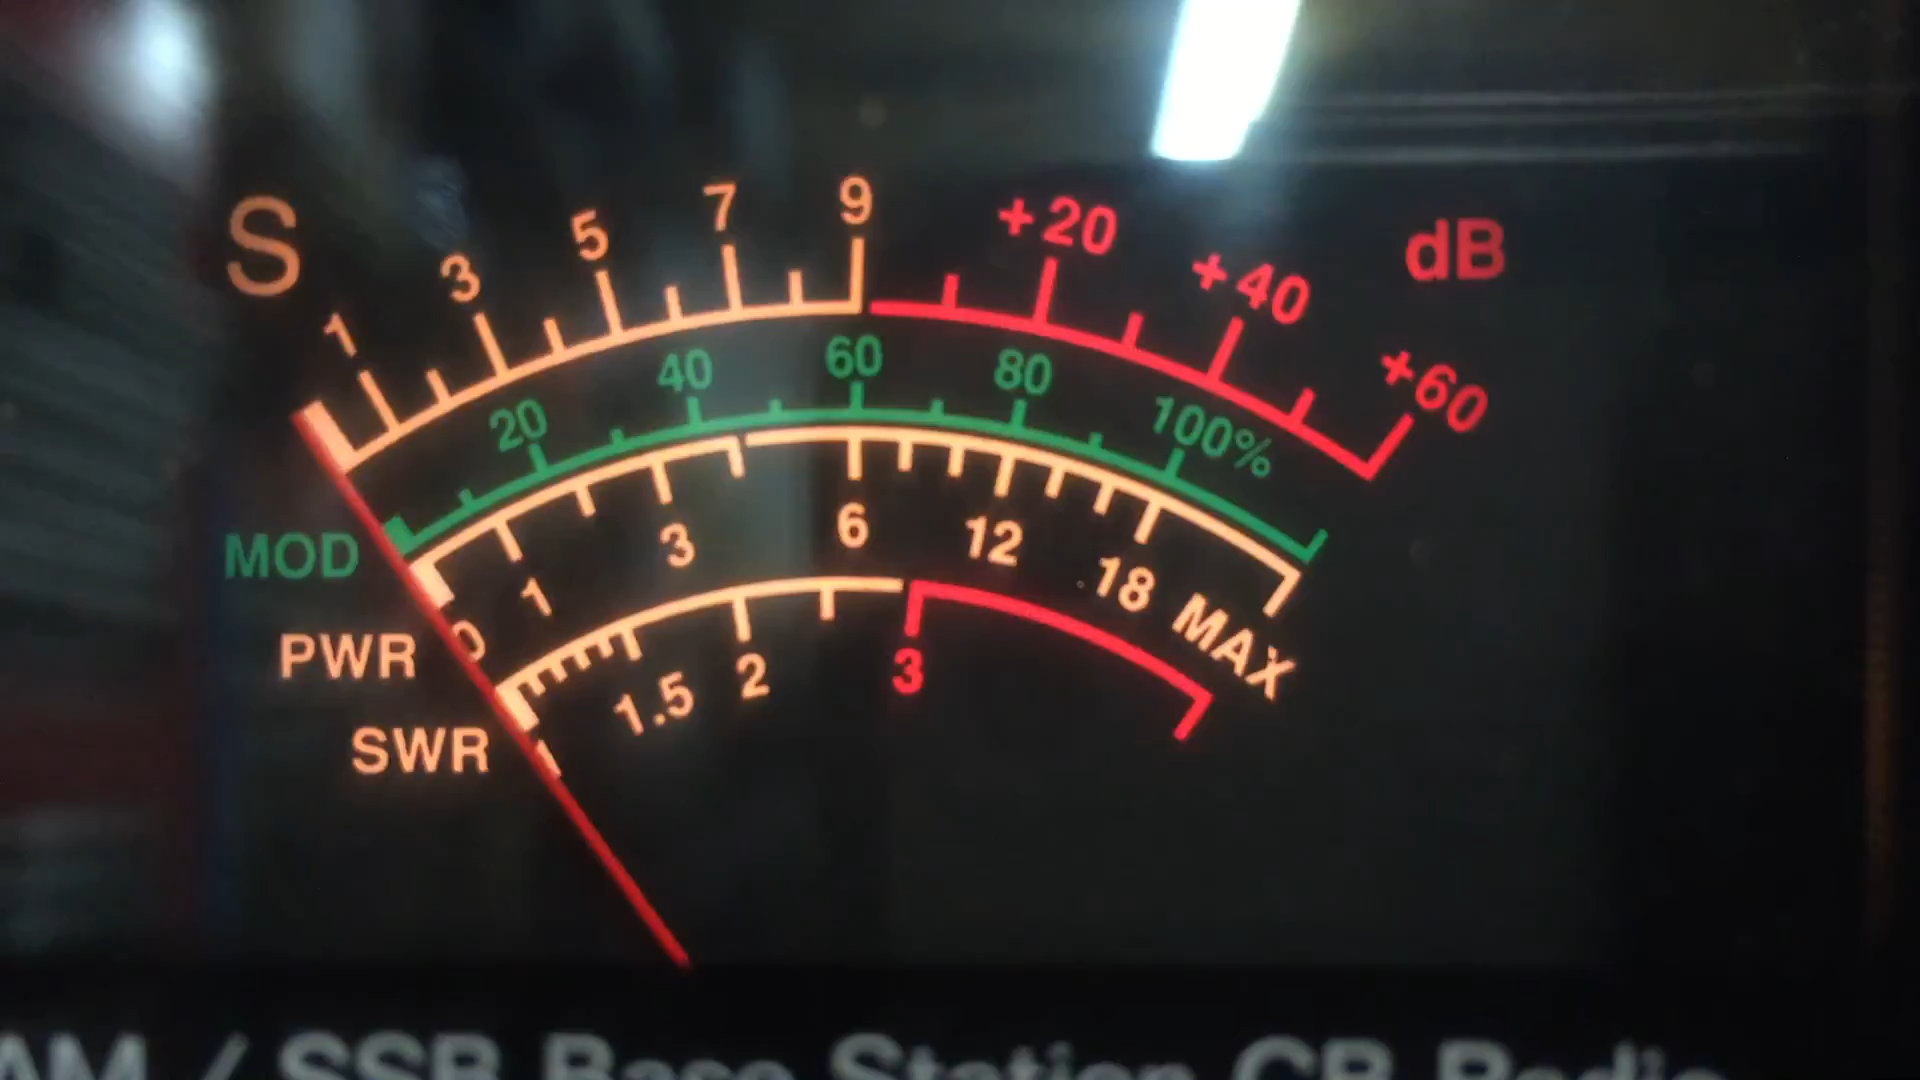 S 1 3 5 7 9 +20 +40 +60 dB
MOD 20 40 60 80 100%
PWR 0 1 3 6 12 18 MAX
SWR 1 1.5 2 3
AM / SSB Base Station CB Radio